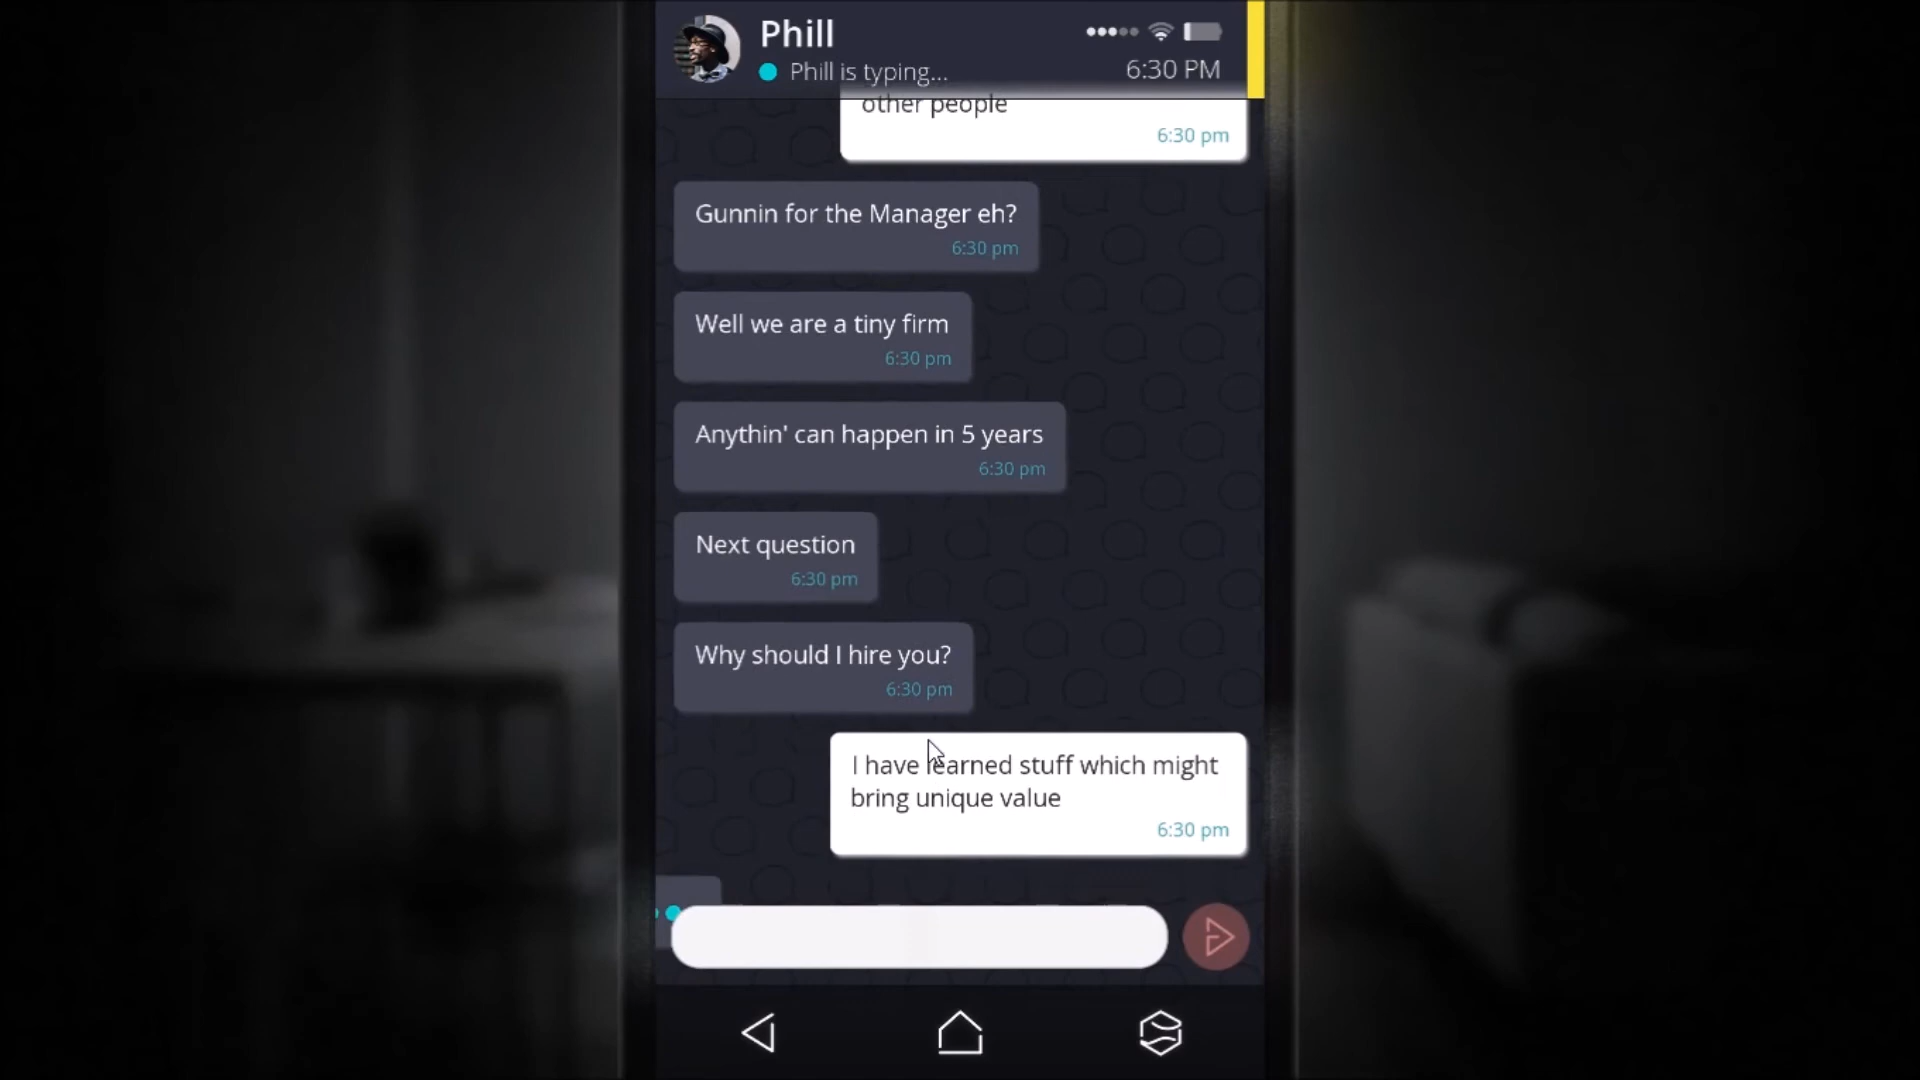 Phill
Phill is typing...
6:30 PM
other people
6:30 pm
Gunnin for the Manager eh?
6:30 pm
Well we are a tiny firm
6:30 pm
Anythin' can happen in 5 years
6:30 pm
Next question
6:30 pm
Why should I hire you?
6:30 pm
I have learned stuff which might
bring unique value
6:30 pm